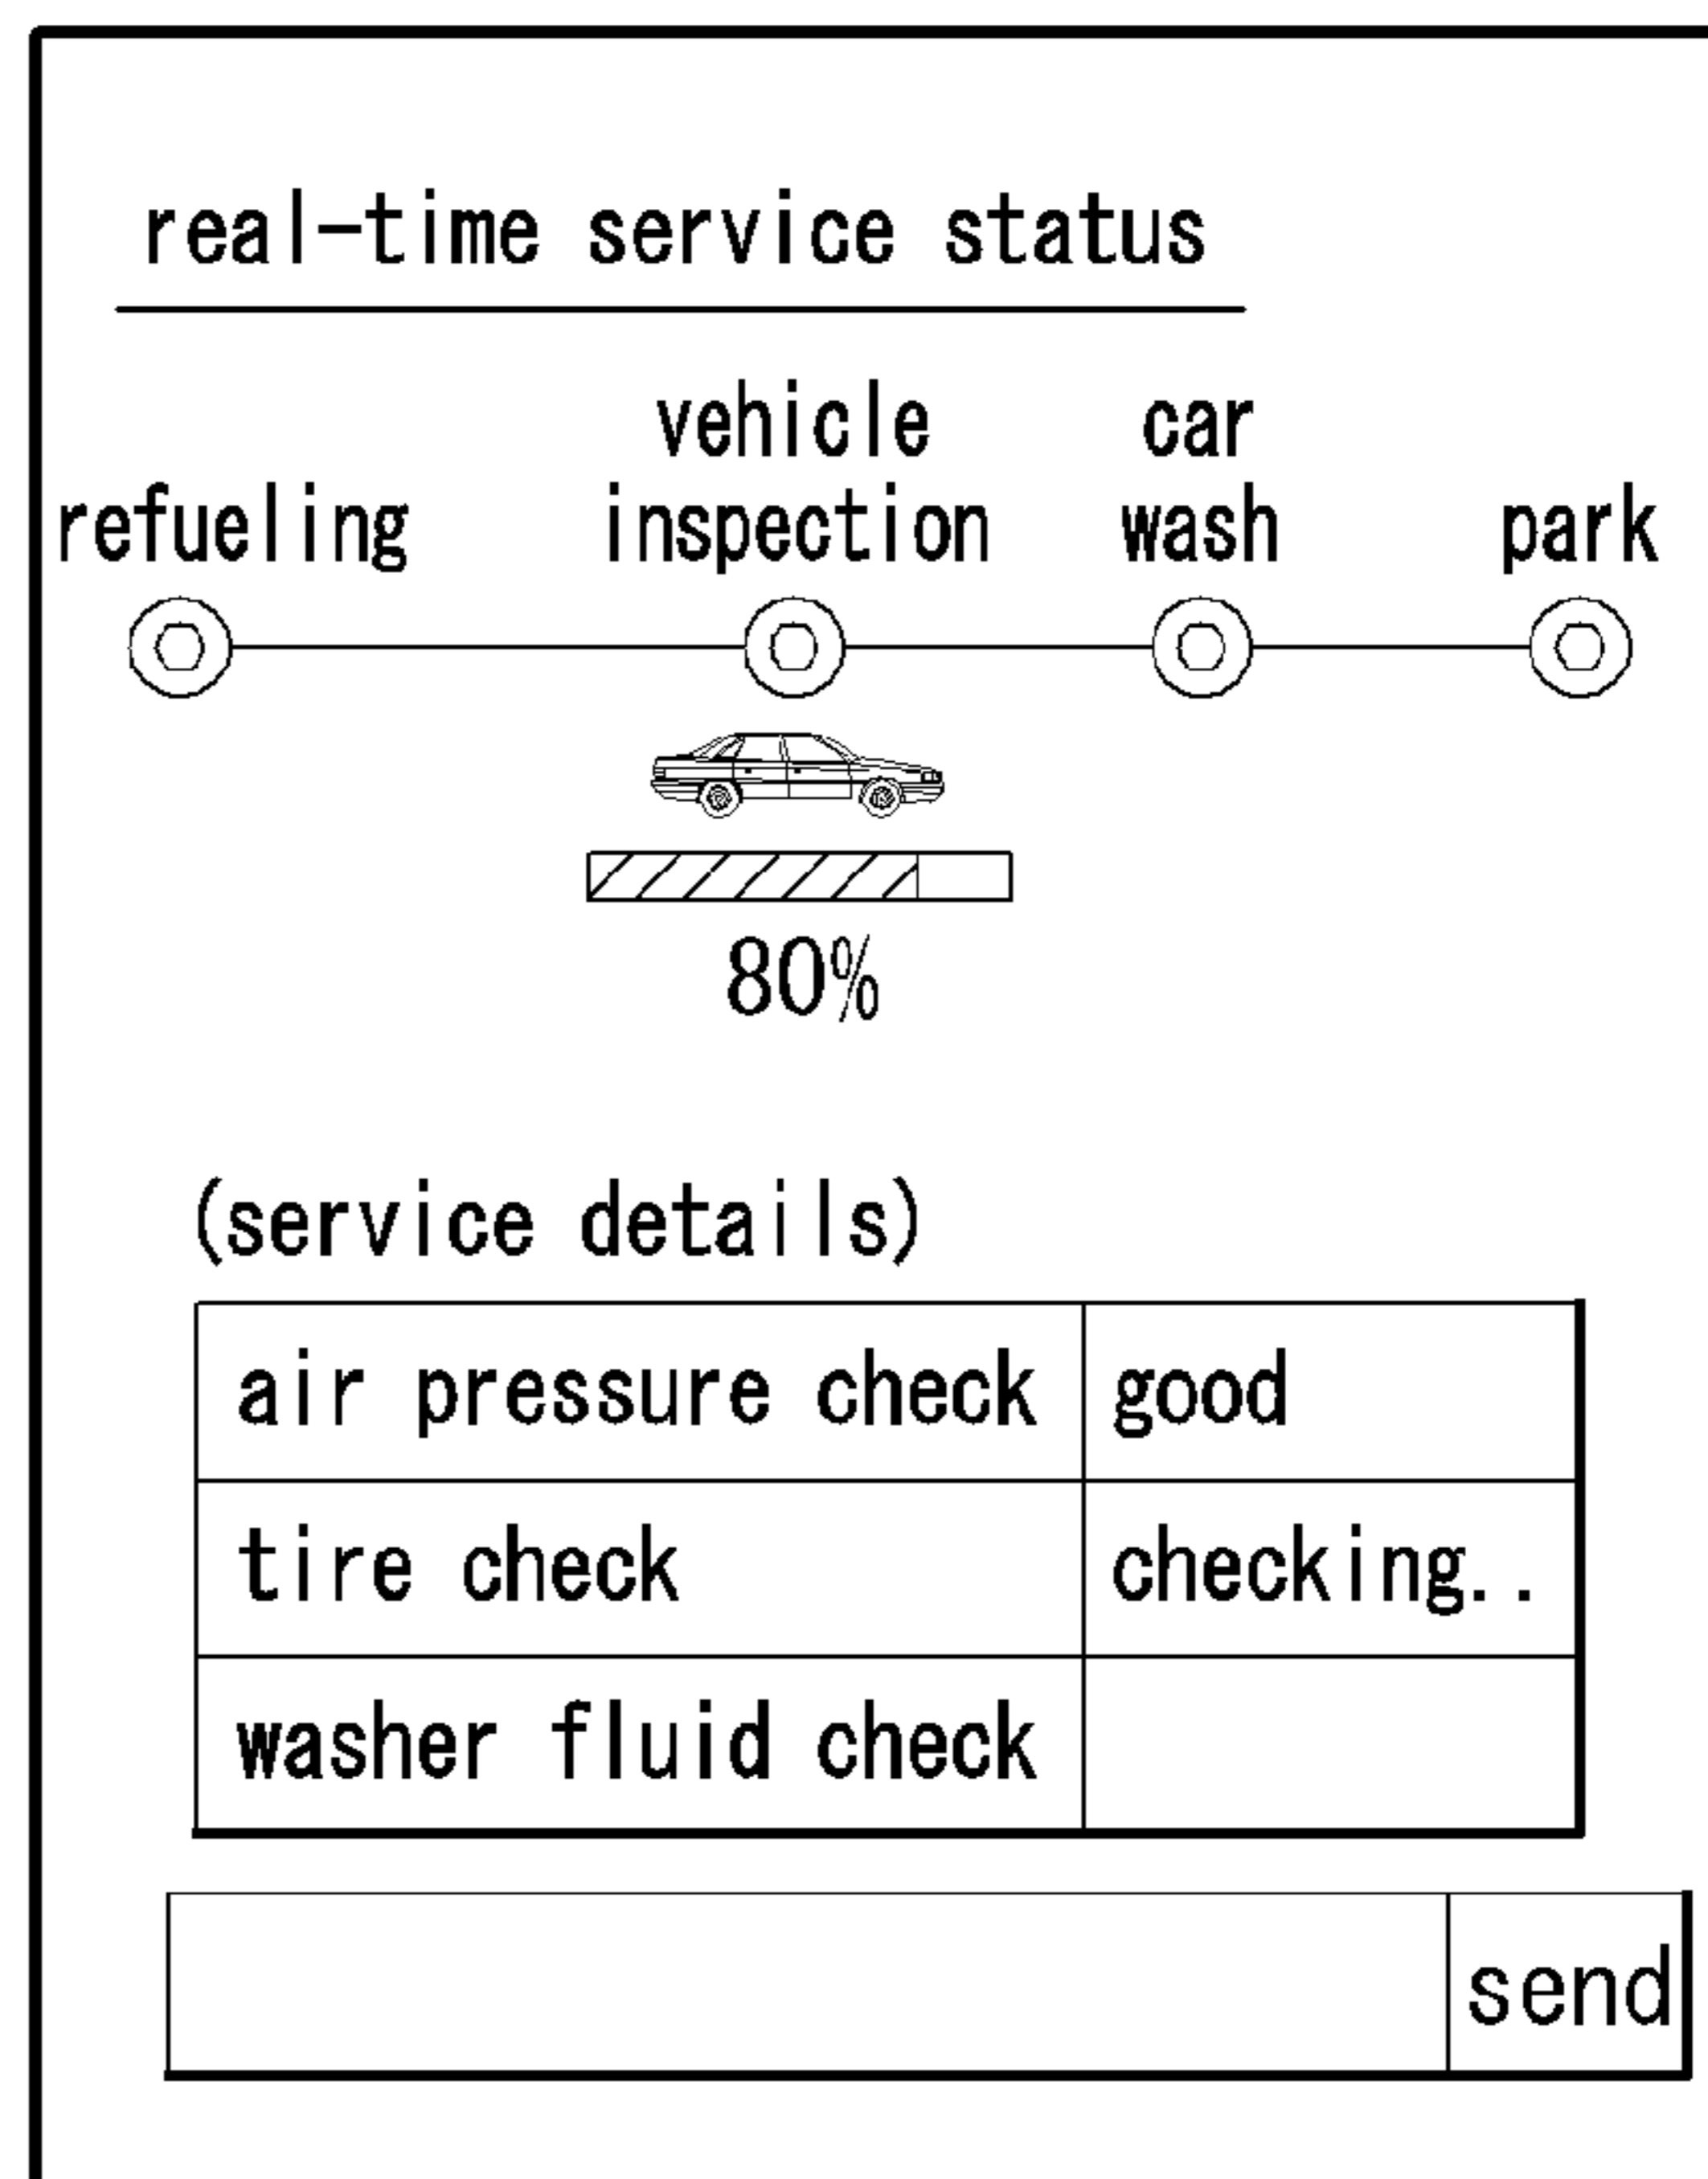 real-time service status
refueling
vehicle
inspection
car
wash
park
80%
(service details)
air pressure check good
tire check checking..
washer fluid check
send